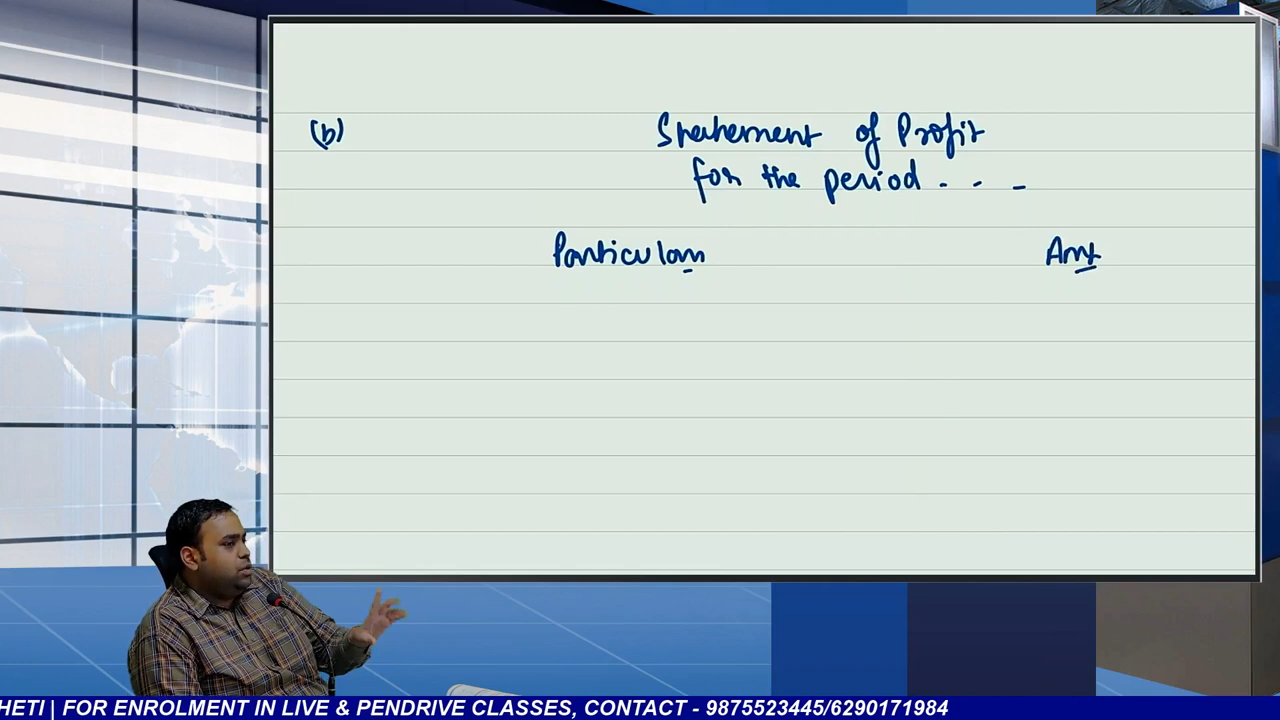 (b) Statement of Profit
for the period . - -
Particulars Amt
HETI | FOR ENROLMENT IN LIVE & PENDRIVE CLASSES, CONTACT - 9875523445/6290171984